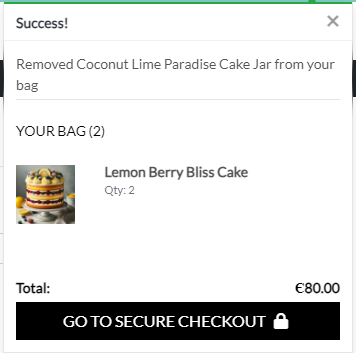 Success!
×
Removed Coconut Lime Paradise Cake Jar from your
bag
YOUR BAG (2)
Lemon Berry Bliss Cake
Qty: 2
Total: €80.00
GO TO SECURE CHECKOUT